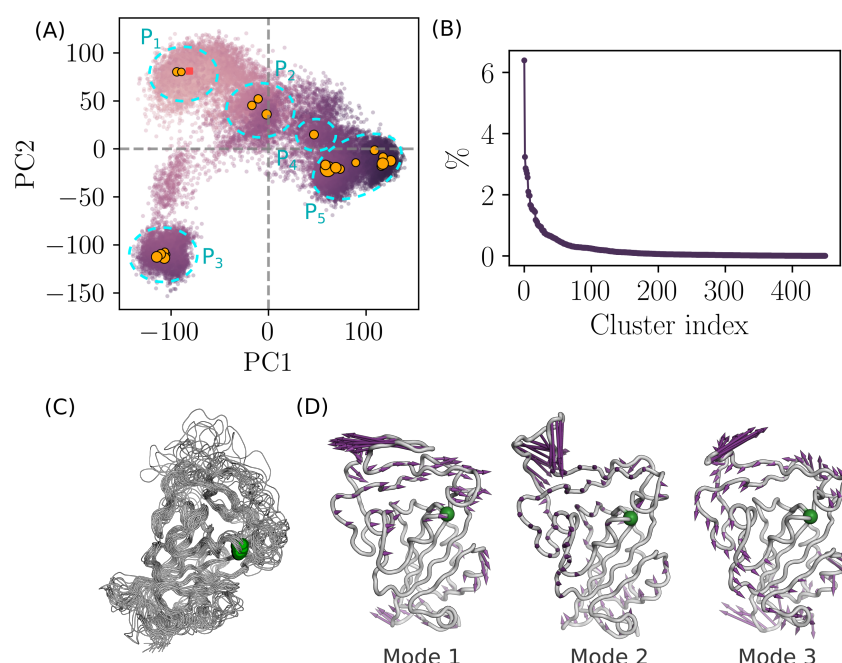 (A)
P1
P2
P3
P4
P5
100
50
0
−50
−100
−150
PC2
−100
0
100
PC1
(B)
6
4
2
0
%
0
100
200
300
400
Cluster index
(C)
(D)
Mode 1
Mode 2
Mode 3